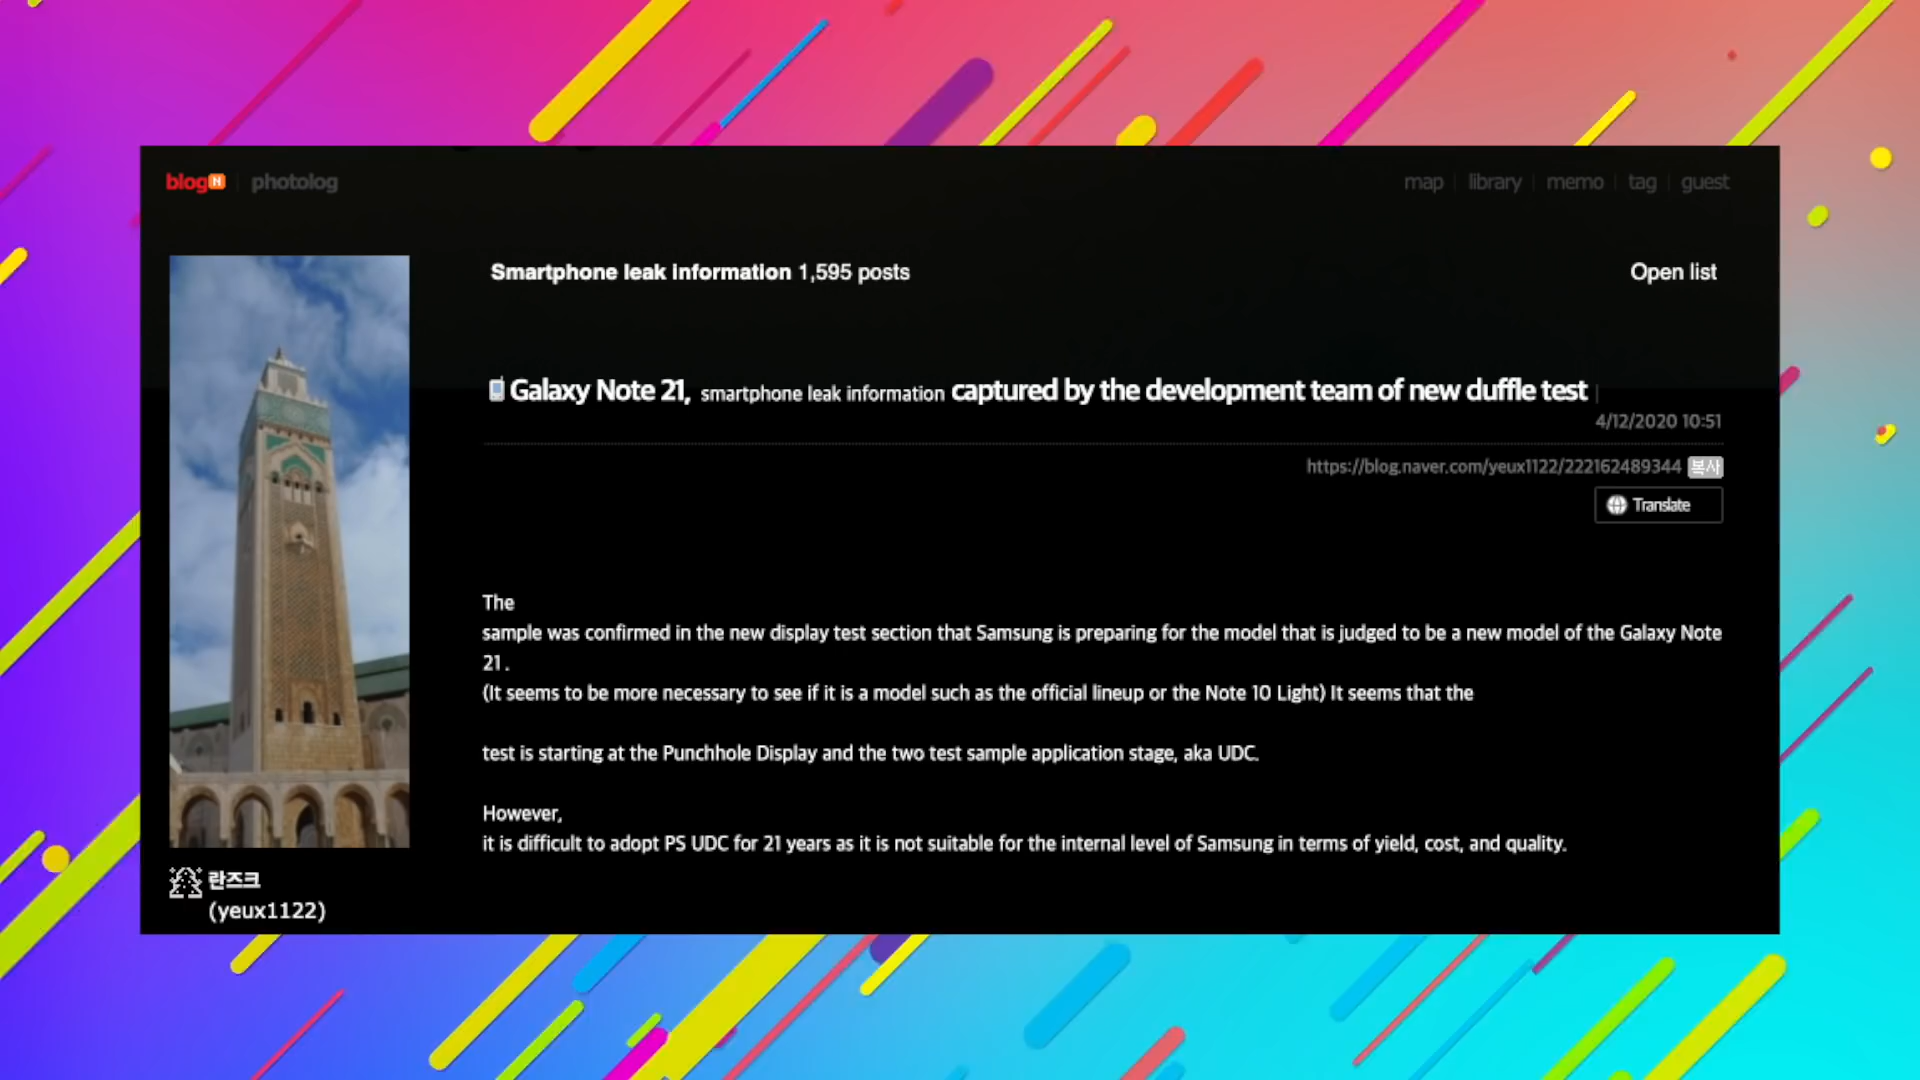 blog N photolog
map library memo tag guest
Smartphone leak information 1,595 posts
Open list
Galaxy Note 21, smartphone leak information captured by the development team of new duffle test
4/12/2020 10:51
https://blog.naver.com/yeux1122/222162489344 복사
Translate
The
sample was confirmed in the new display test section that Samsung is preparing for the model that is judged to be a new model of the Galaxy Note
21 .
(It seems to be more necessary to see if it is a model such as the official lineup or the Note 10 Light) It seems that the
test is starting at the Punchhole Display and the two test sample application stage, aka UDC.
However,
it is difficult to adopt PS UDC for 21 years as it is not suitable for the internal level of Samsung in terms of yield, cost, and quality.
란즈크
(yeux1122)